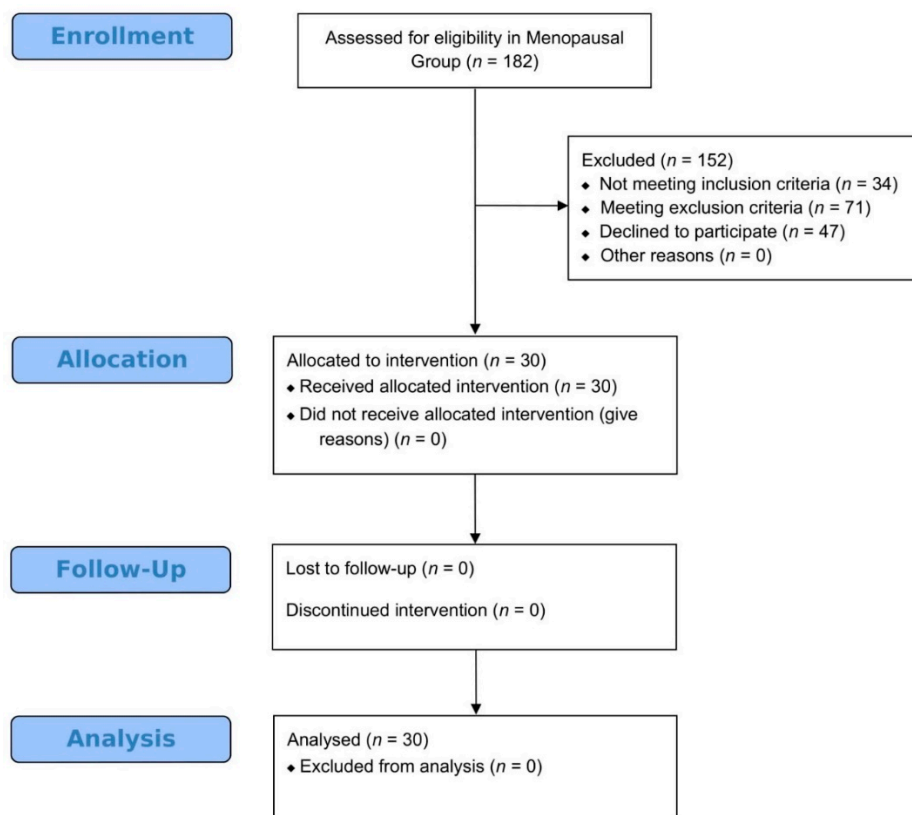 Enrollment
Assessed for eligibility in Menopausal
Group (n = 182)
Excluded (n = 152)
◆ Not meeting inclusion criteria (n = 34)
◆ Meeting exclusion criteria (n = 71)
◆ Declined to participate (n = 47)
◆ Other reasons (n = 0)
Allocation
Allocated to intervention (n = 30)
◆ Received allocated intervention (n = 30)
◆ Did not receive allocated intervention (give
reasons) (n = 0)
Follow-Up
Lost to follow-up (n = 0)
Discontinued intervention (n = 0)
Analysis
Analysed (n = 30)
◆ Excluded from analysis (n = 0)